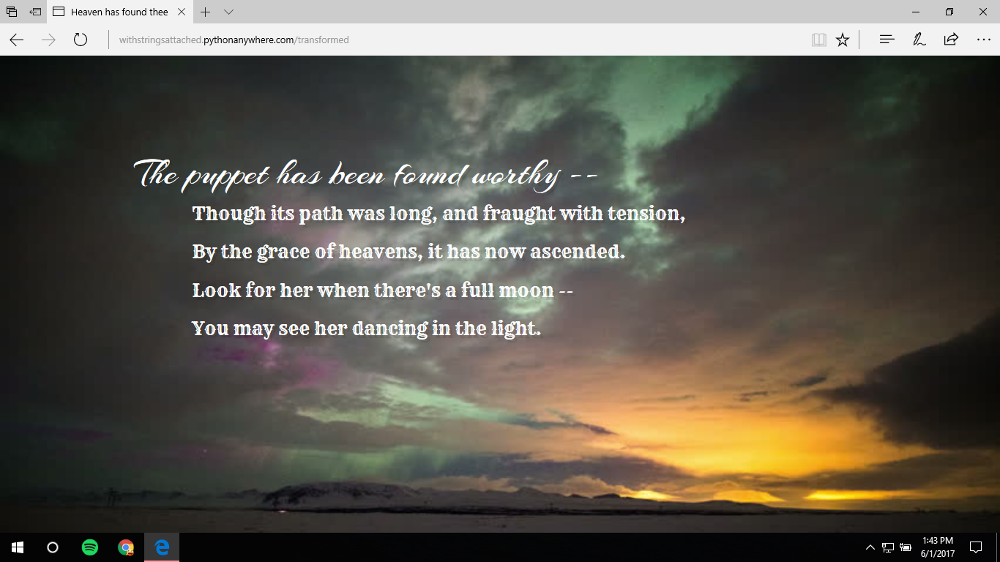 Heaven has found thee
withstringsattached.pythonanywhere.com/transformed
The puppet has been found worthy --
Though its path was long, and fraught with tension,
By the grace of heavens, it has now ascended.
Look for her when there's a full moon --
You may see her dancing in the light.
1:43 PM
6/1/2017